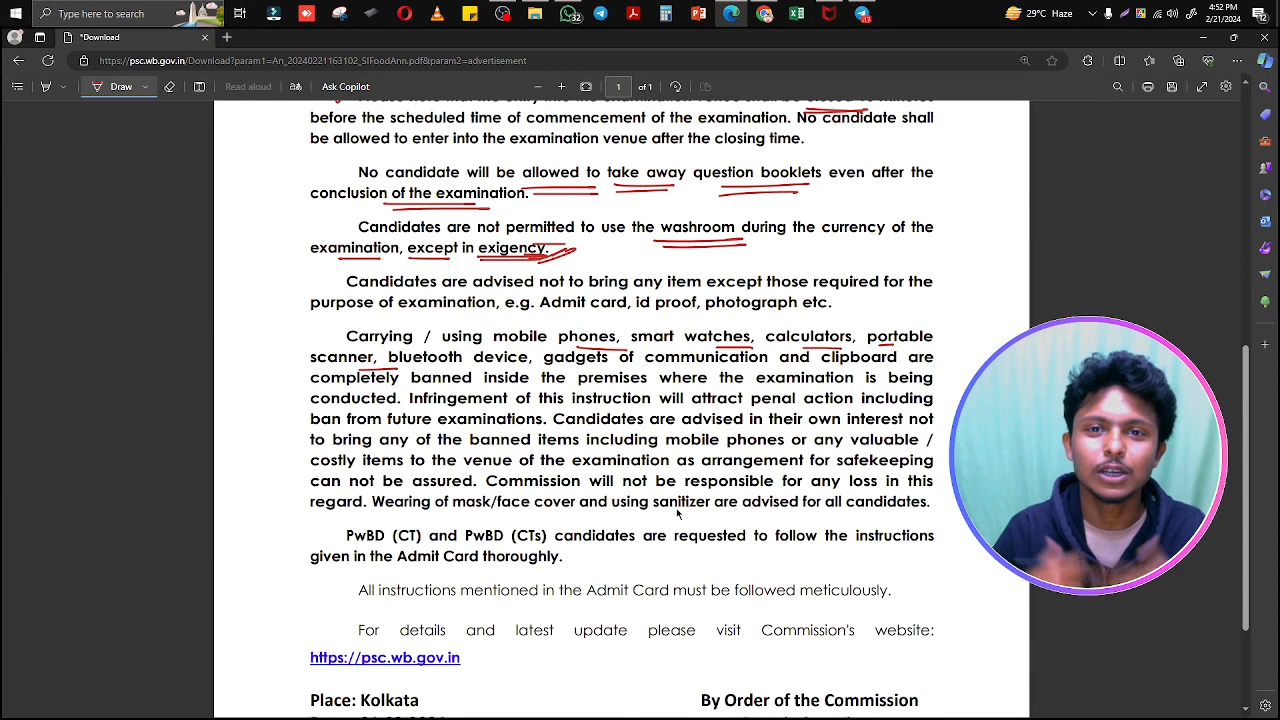 Type here to search
32
13
29°C Haze
4:52 PM
2/21/2024
*Download
https://psc.wb.gov.in/Download?param1=An_20240221163102_SIFoodAnn.pdf&param2=advertisement
Draw
Read aloud
Ask Copilot
1
of 1
before the scheduled time of commencement of the examination. No candidate shall
be allowed to enter into the examination venue after the closing time.
No candidate will be allowed to take away question booklets even after the
conclusion of the examination.
Candidates are not permitted to use the washroom during the currency of the
examination, except in exigency.
Candidates are advised not to bring any item except those required for the
purpose of examination, e.g. Admit card, id proof, photograph etc.
Carrying / using mobile phones, smart watches, calculators, portable
scanner, bluetooth device, gadgets of communication and clipboard are
completely banned inside the premises where the examination is being
conducted. Infringement of this instruction will attract penal action including
ban from future examinations. Candidates are advised in their own interest not
to bring any of the banned items including mobile phones or any valuable /
costly items to the venue of the examination as arrangement for safekeeping
can not be assured. Commission will not be responsible for any loss in this
regard. Wearing of mask/face cover and using sanitizer are advised for all candidates.
PwBD (CT) and PwBD (CTs) candidates are requested to follow the instructions
given in the Admit Card thoroughly.
All instructions mentioned in the Admit Card must be followed meticulously.
For details and latest update please visit Commission's website:
https://psc.wb.gov.in
Place: Kolkata
By Order of the Commission